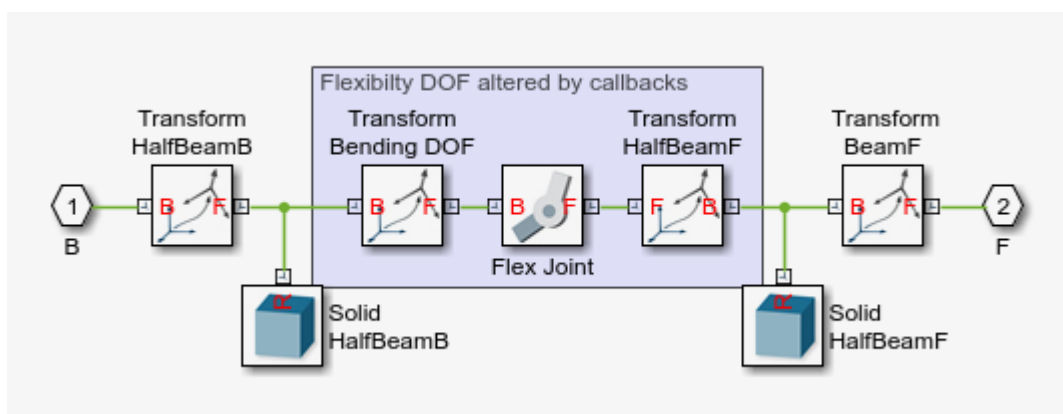 Flexibilty DOF altered by callbacks
Transform
HalfBeamB
Transform
Bending DOF
Transform
HalfBeamF
Transform
BeamF
1
B
B F
B F
B F
F B
B F
2
F
Flex Joint
R
Solid
HalfBeamB
R
Solid
HalfBeamF